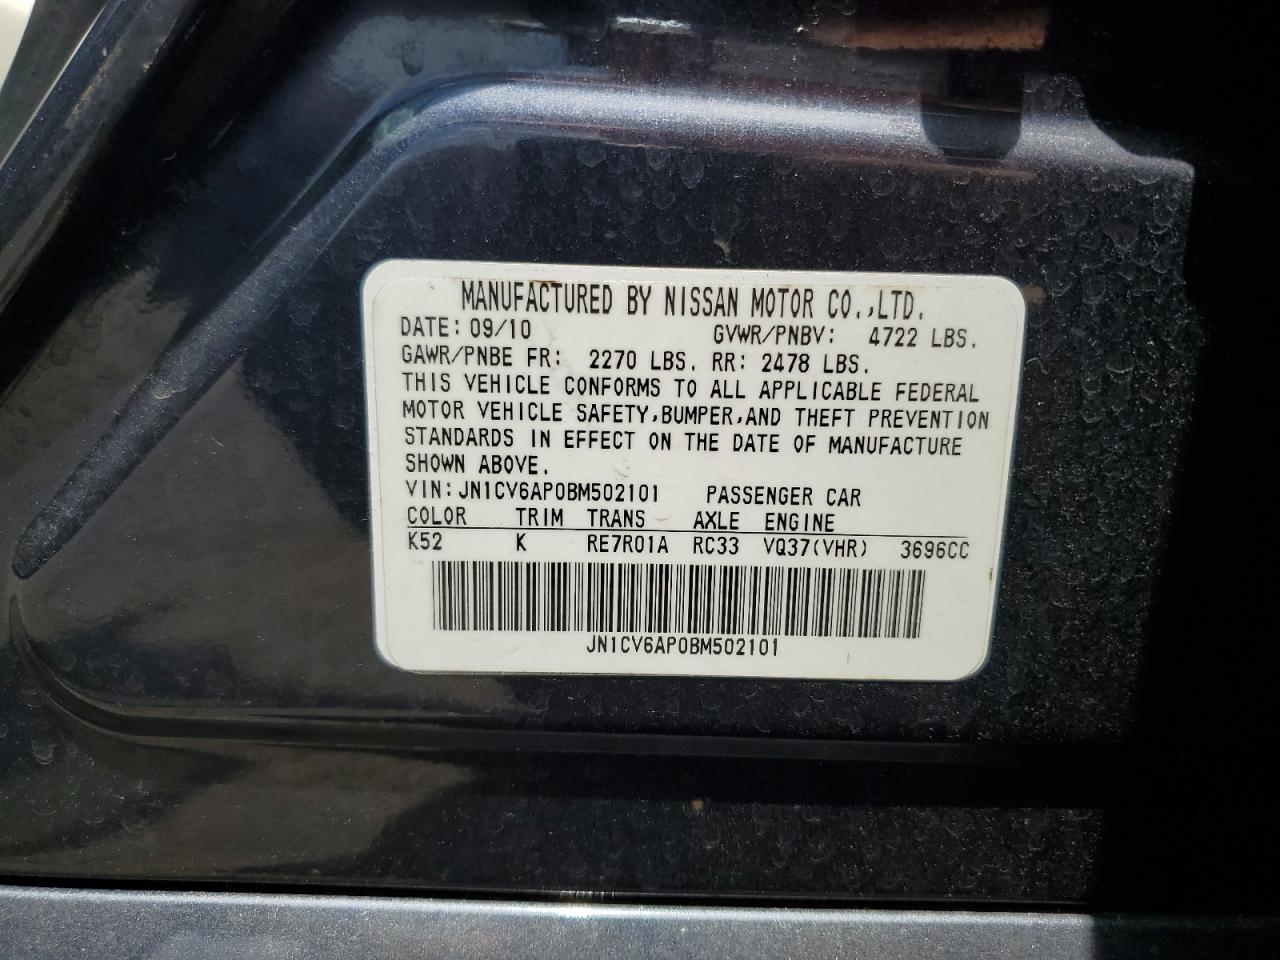 MANUFACTURED BY NISSAN MOTOR CO.,LTD.
DATE: 09/10 GVWR/PNBV: 4722 LBS.
GAWR/PNBE FR: 2270 LBS. RR: 2478 LBS.
THIS VEHICLE CONFORMS TO ALL APPLICABLE FEDERAL
MOTOR VEHICLE SAFETY,BUMPER,AND THEFT PREVENTION
STANDARDS IN EFFECT ON THE DATE OF MANUFACTURE
SHOWN ABOVE.
VIN:JN1CV6AP0BM502101 PASSENGER CAR
COLOR TRIM TRANS AXLE ENGINE
K52 K RE7R01A RC33 VQ37(VHR) 3696CC
JN1CV6AP0BM502101